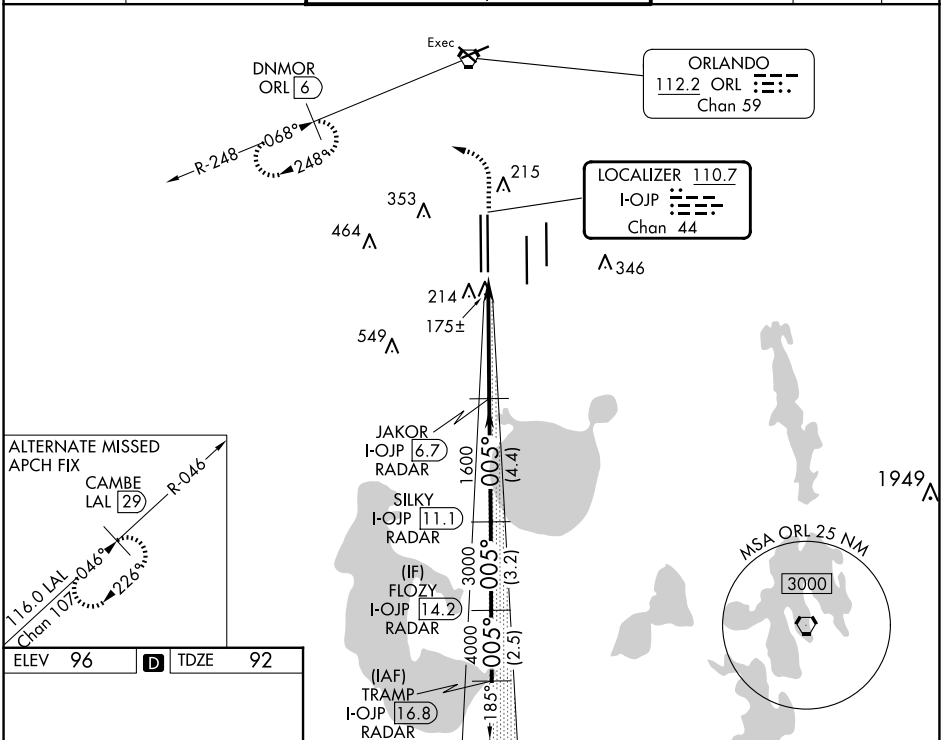 Exec
DNMOR
ORL 6
ORLANDO
112.2 ORL
Chan 59
068°
R-248
248°
215
LOCALIZER 110.7
I-OJP
Chan 44
353
464
346
214
175±
549
JAKOR
I-OJP 6.7
RADAR
1600
005°
(4.4)
ALTERNATE MISSED
APCH FIX
CAMBE
LAL 29
R-046
046°
226°
116.0 LAL
Chan 107
SILKY
I-OJP 11.1
RADAR
3000
005°
(3.2)
1949
MSA ORL 25 NM
3000
(IF)
FLOZY
I-OJP 14.2
RADAR
4000
005°
(2.5)
ELEV 96 D TDZE 92
(IAF)
TRAMP
I-OJP 16.8
RADAR
185°